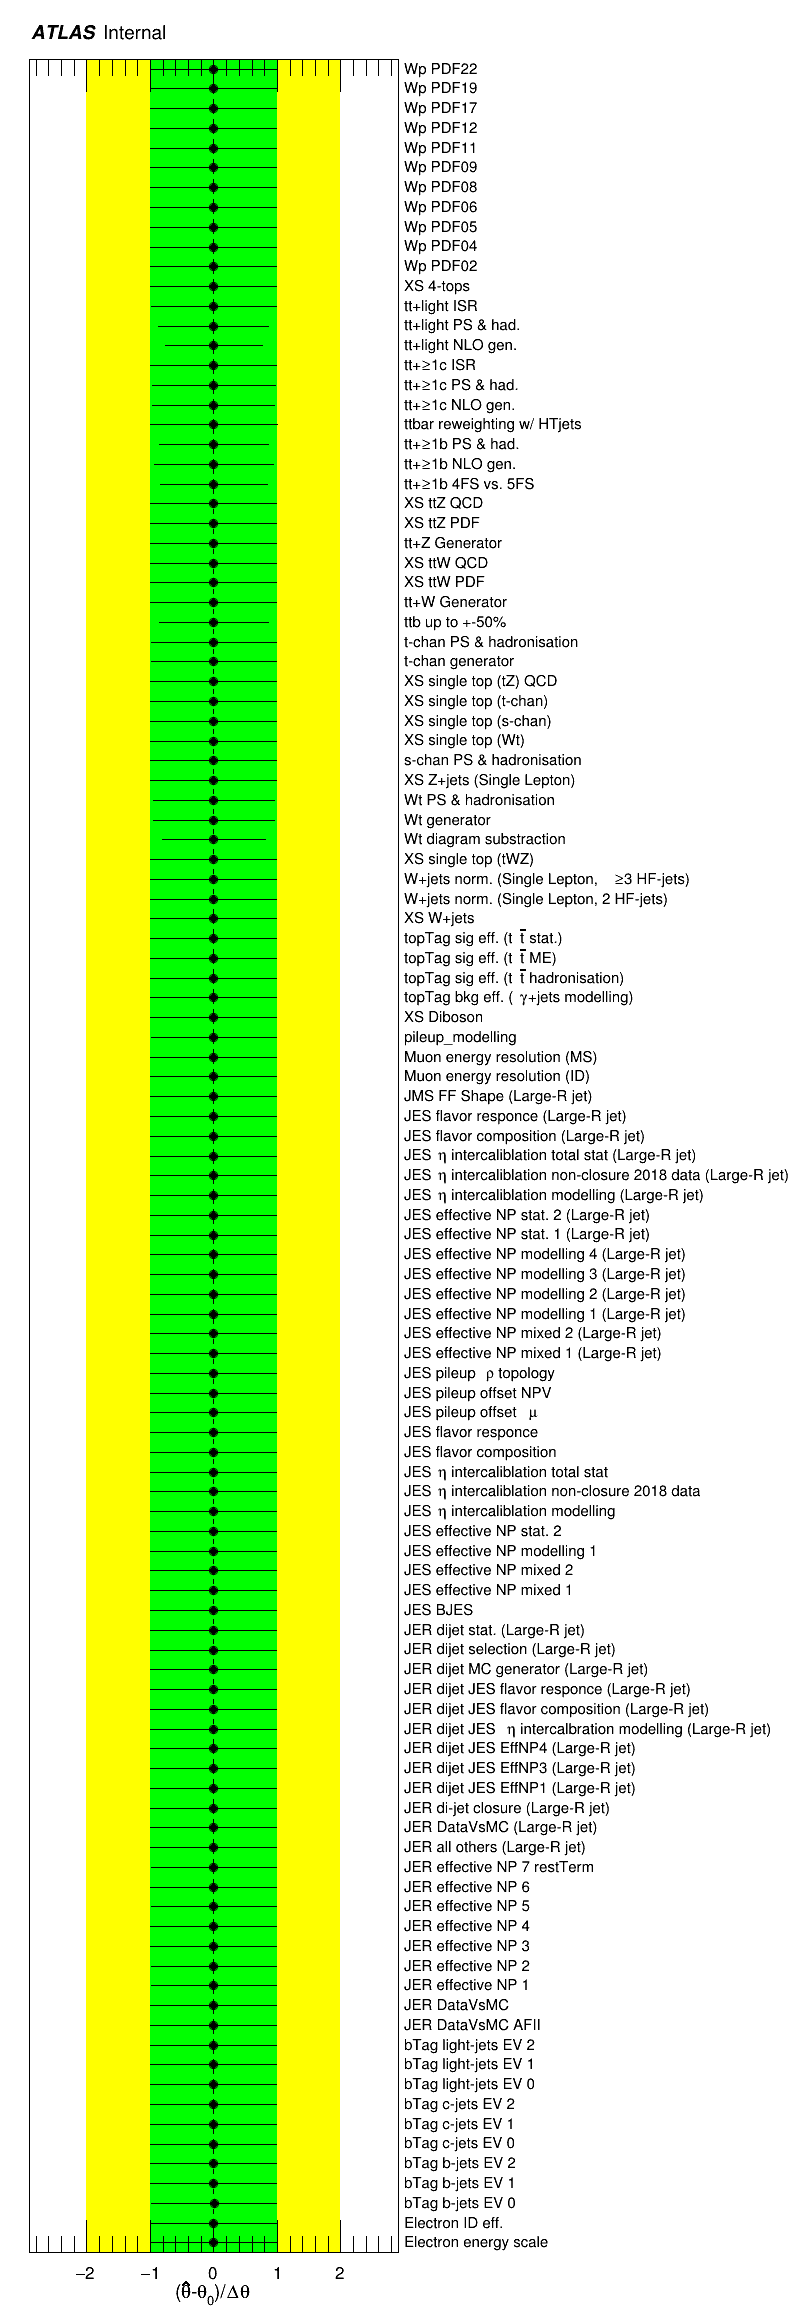 ATLAS Internal
Wp PDF22
Wp PDF19
Wp PDF17
Wp PDF12
Wp PDF11
Wp PDF09
Wp PDF08
Wp PDF06
Wp PDF05
Wp PDF04
Wp PDF02
XS 4-tops
tt+light ISR
tt+light PS & had.
tt+light NLO gen.
tt+≥1c ISR
tt+≥1c PS & had.
tt+≥1c NLO gen.
ttbar reweighting w/ HTjets
tt+≥1b PS & had.
tt+≥1b NLO gen.
tt+≥1b 4FS vs. 5FS
XS ttZ QCD
XS ttZ PDF
tt+Z Generator
XS ttW QCD
XS ttW PDF
tt+W Generator
ttb up to +-50%
t-chan PS & hadronisation
t-chan generator
XS single top (tZ) QCD
XS single top (t-chan)
XS single top (s-chan)
XS single top (Wt)
s-chan PS & hadronisation
XS Z+jets (Single Lepton)
Wt PS & hadronisation
Wt generator
Wt diagram substraction
XS single top (tWZ)
W+jets norm. (Single Lepton, ≥3 HF-jets)
W+jets norm. (Single Lepton, 2 HF-jets)
XS W+jets
topTag sig eff. (t t̄ stat.)
topTag sig eff. (t t̄ ME)
topTag sig eff. (t t̄ hadronisation)
topTag bkg eff. ( γ+jets modelling)
XS Diboson
pileup_modelling
Muon energy resolution (MS)
Muon energy resolution (ID)
JMS FF Shape (Large-R jet)
JES flavor responce (Large-R jet)
JES flavor composition (Large-R jet)
JES η intercaliblation total stat (Large-R jet)
JES η intercaliblation non-closure 2018 data (Large-R jet)
JES η intercaliblation modelling (Large-R jet)
JES effective NP stat. 2 (Large-R jet)
JES effective NP stat. 1 (Large-R jet)
JES effective NP modelling 4 (Large-R jet)
JES effective NP modelling 3 (Large-R jet)
JES effective NP modelling 2 (Large-R jet)
JES effective NP modelling 1 (Large-R jet)
JES effective NP mixed 2 (Large-R jet)
JES effective NP mixed 1 (Large-R jet)
JES pileup ρ topology
JES pileup offset NPV
JES pileup offset μ
JES flavor responce
JES flavor composition
JES η intercaliblation total stat
JES η intercaliblation non-closure 2018 data
JES η intercaliblation modelling
JES effective NP stat. 2
JES effective NP modelling 1
JES effective NP mixed 2
JES effective NP mixed 1
JES BJES
JER dijet stat. (Large-R jet)
JER dijet selection (Large-R jet)
JER dijet MC generator (Large-R jet)
JER dijet JES flavor responce (Large-R jet)
JER dijet JES flavor composition (Large-R jet)
JER dijet JES η intercalbration modelling (Large-R jet)
JER dijet JES EffNP4 (Large-R jet)
JER dijet JES EffNP3 (Large-R jet)
JER dijet JES EffNP1 (Large-R jet)
JER di-jet closure (Large-R jet)
JER DataVsMC (Large-R jet)
JER all others (Large-R jet)
JER effective NP 7 restTerm
JER effective NP 6
JER effective NP 5
JER effective NP 4
JER effective NP 3
JER effective NP 2
JER effective NP 1
JER DataVsMC
JER DataVsMC AFII
bTag light-jets EV 2
bTag light-jets EV 1
bTag light-jets EV 0
bTag c-jets EV 2
bTag c-jets EV 1
bTag c-jets EV 0
bTag b-jets EV 2
bTag b-jets EV 1
bTag b-jets EV 0
Electron ID eff.
Electron energy scale
−2 −1 0 1 2
(θ̂-θ₀)/Δθ